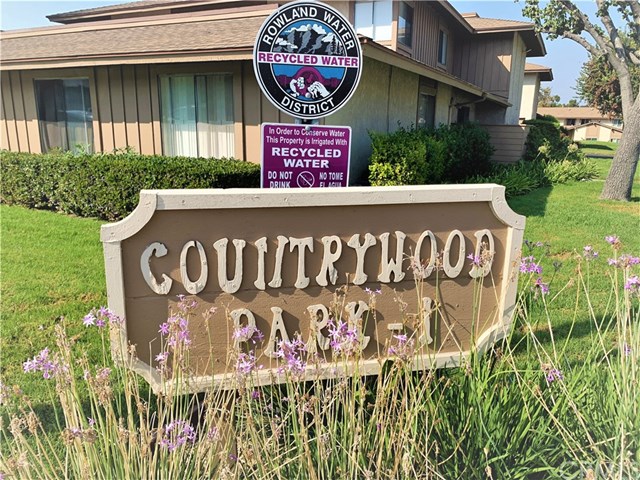 ROWLAND WATER
RECYCLED WATER
DISTRICT
In Order to Conserve Water
This Property is Irrigated with
RECYCLED
WATER
DO NOT NO TOME
DRINK EL AGUA
COUNTRYWOOD
PARK-1